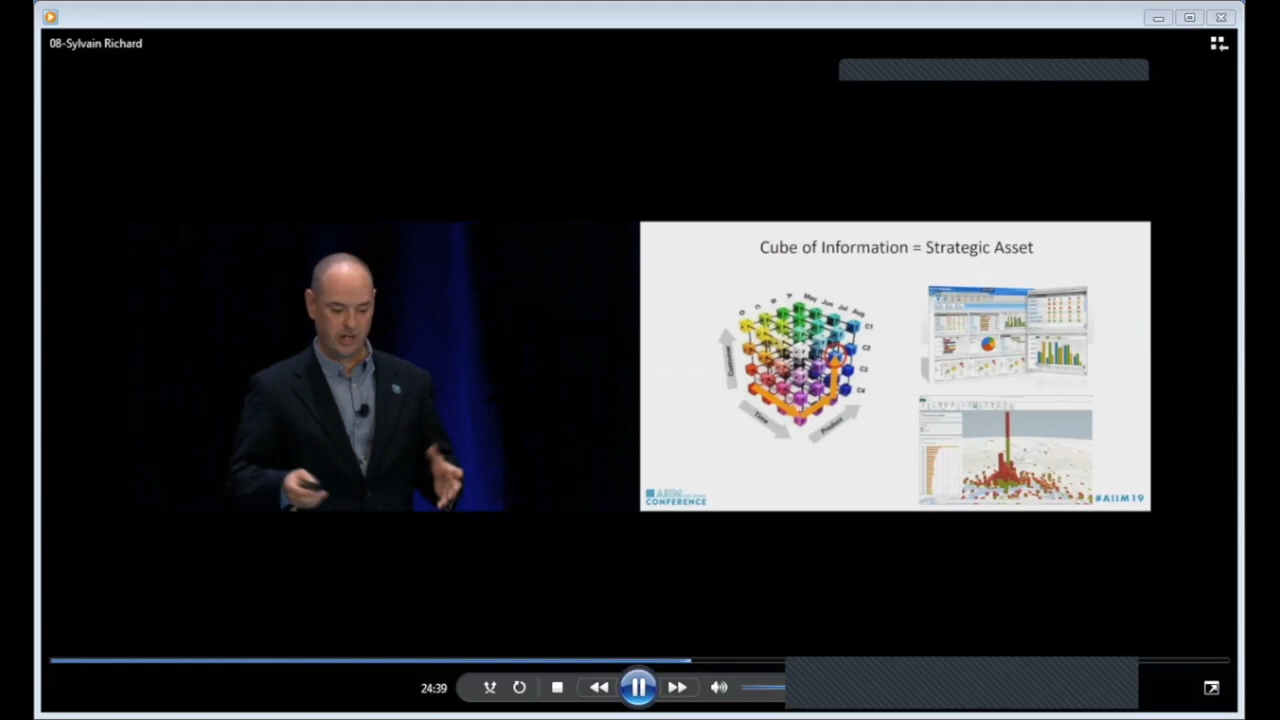 08-Sylvain Richard
Cube of Information = Strategic Asset
D C B A May Jun Jul Aug
C1
C2
C3
C4
Customer
Time
Product
AIIM
CONFERENCE
#AIIM19
24:39